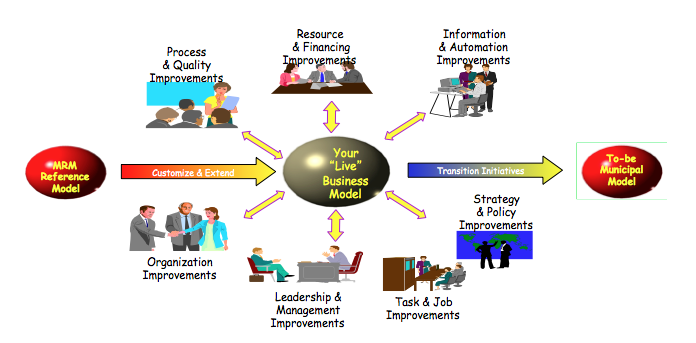 Process
& Quality
Improvements
Resource
& Financing
Improvements
Information
& Automation
Improvements
MRM
Reference
Model
Customize & Extend
Your
"Live"
Business
Model
Transition Initiatives
To-be
Municipal
Model
Organization
Improvements
Leadership &
Management
Improvements
Task & Job
Improvements
Strategy
& Policy
Improvements